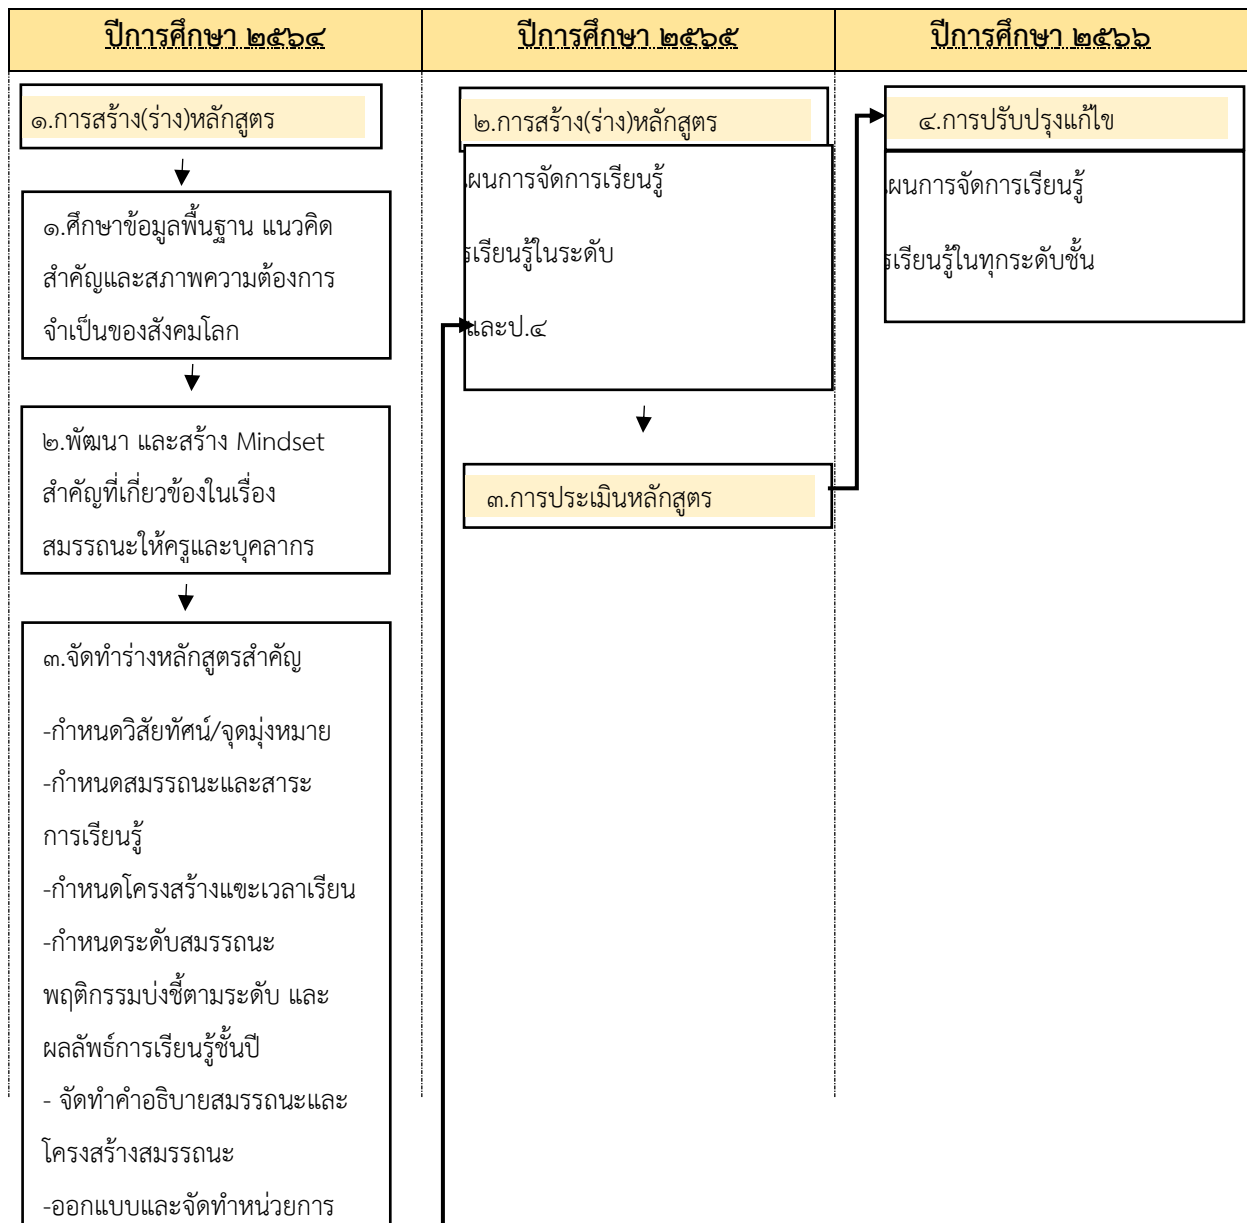 ปีการศึกษา ๒๕๖๔
ปีการศึกษา ๒๕๖๕
ปีการศึกษา ๒๕๖๖
๑.การสร้าง(ร่าง)หลักสูตร
๑.ศึกษาข้อมูลพื้นฐาน แนวคิด
สำคัญและสภาพความต้องการ
จำเป็นของสังคมโลก
๒.พัฒนา และสร้าง Mindset
สำคัญที่เกี่ยวข้องในเรื่อง
สมรรถนะให้ครูและบุคลากร
๓.จัดทำร่างหลักสูตรสำคัญ
-กำหนดวิสัยทัศน์/จุดมุ่งหมาย
-กำหนดสมรรถนะและสาระ
การเรียนรู้
-กำหนดโครงสร้างแขะเวลาเรียน
-กำหนดระดับสมรรถนะ
พฤติกรรมบ่งชี้ตามระดับ และ
ผลลัพธ์การเรียนรู้ชั้นปี
- จัดทำคำอธิบายสมรรถนะและ
โครงสร้างสมรรถนะ
-ออกแบบและจัดทำหน่วยการ
๒.การสร้าง(ร่าง)หลักสูตร
ผนการจัดการเรียนรู้
รเรียนรู้ในระดับ
และป.๔
๓.การประเมินหลักสูตร
๔.การปรับปรุงแก้ไข
ผนการจัดการเรียนรู้
รเรียนรู้ในทุกระดับชั้น